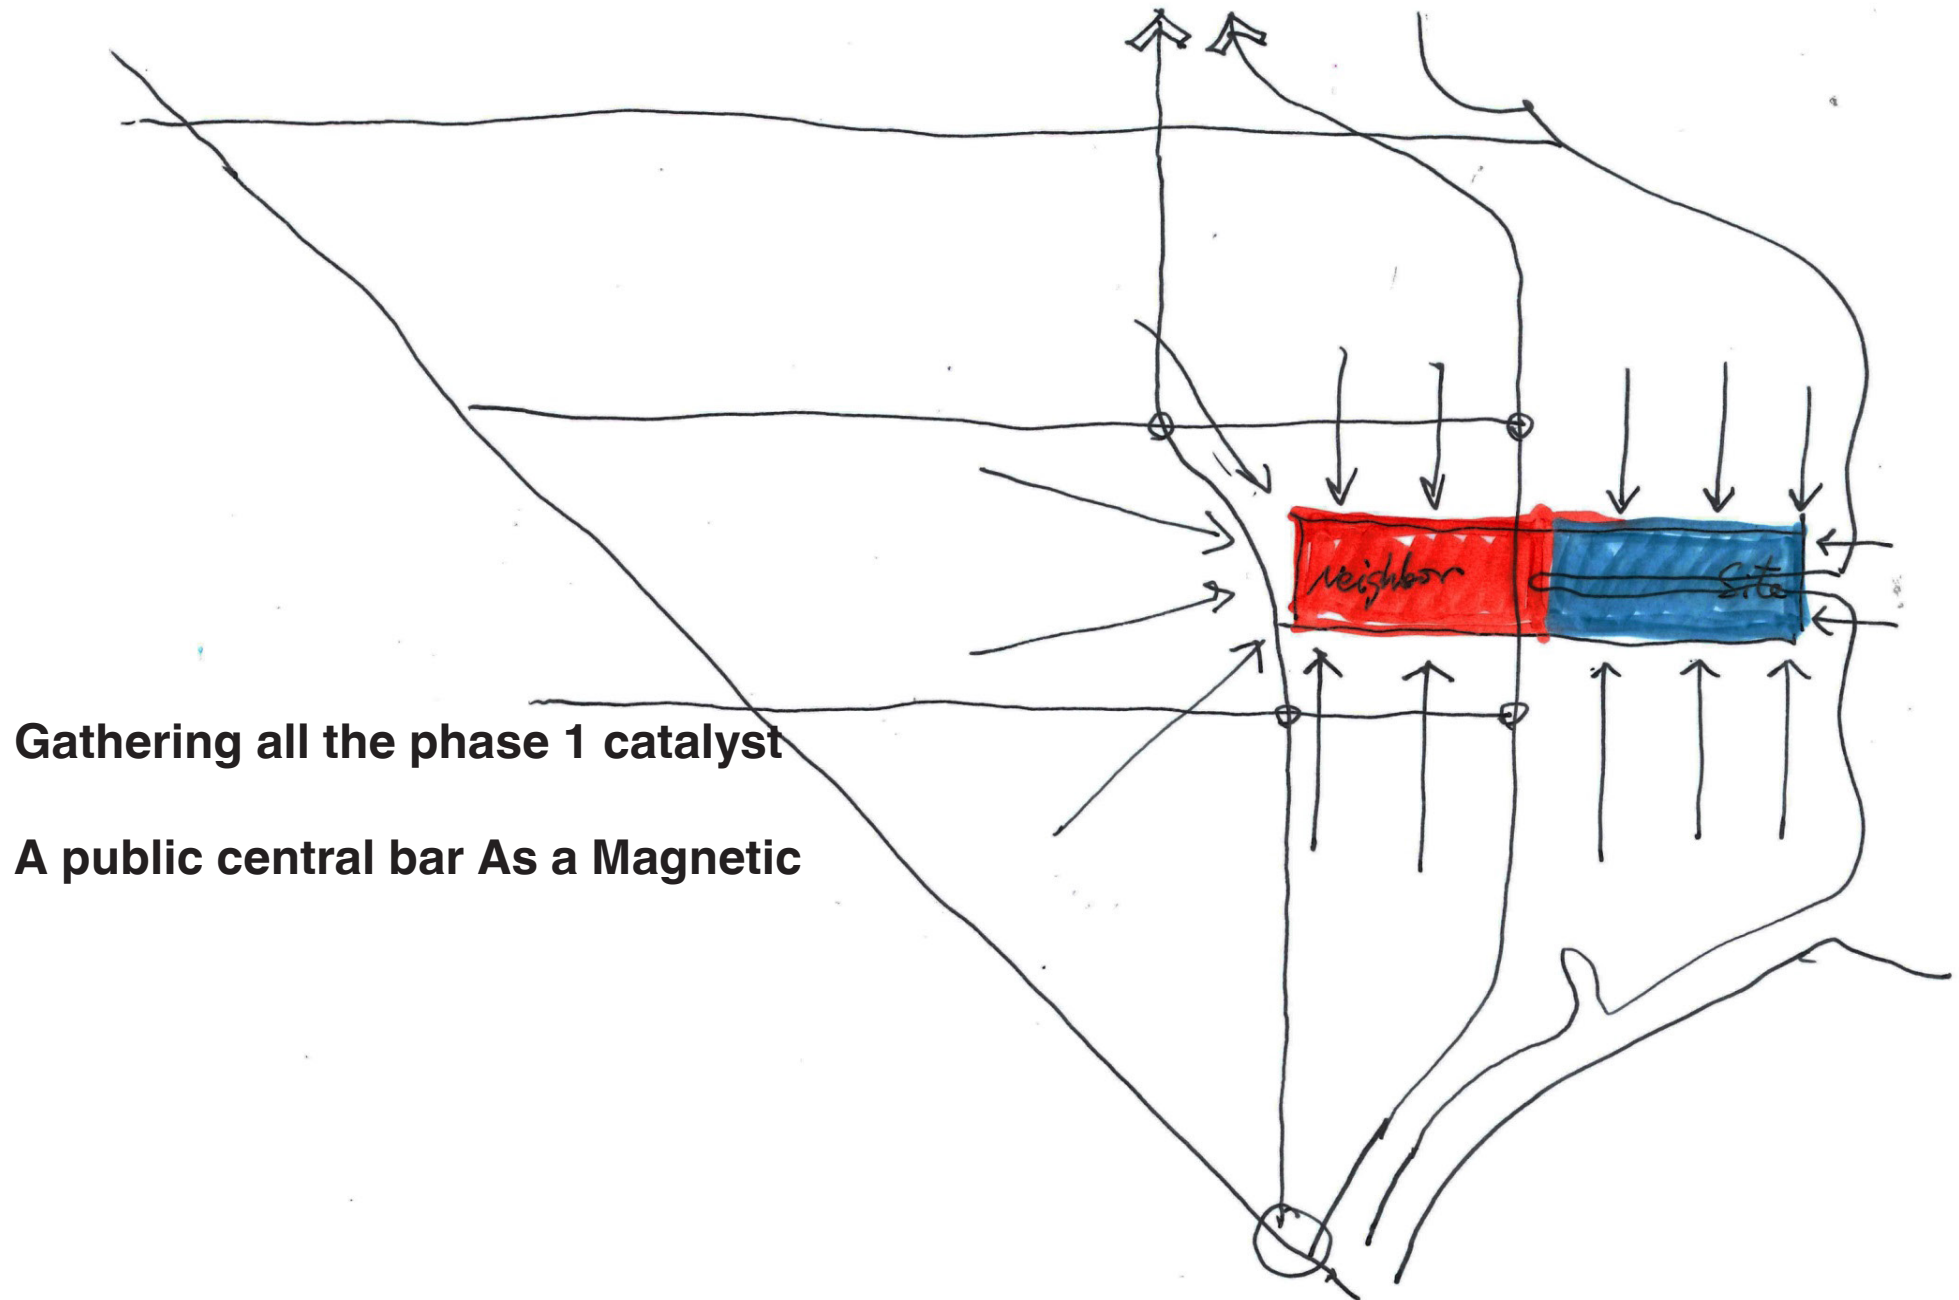 Neighbor
Site
Gathering all the phase 1 catalyst
A public central bar As a Magnetic